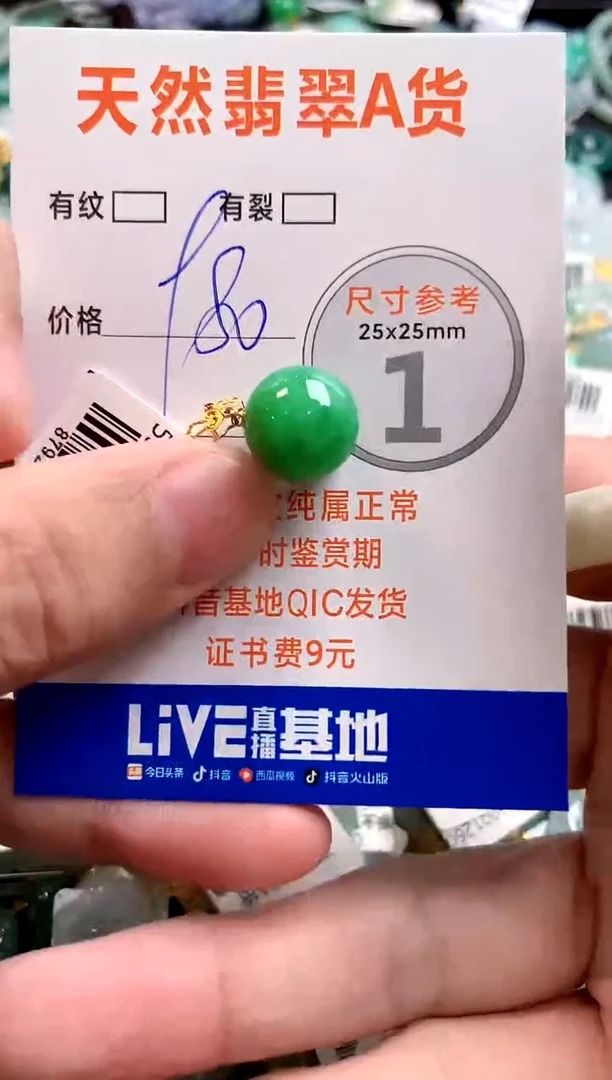 天然翡翠A货
有纹 有裂
价格 180
尺寸参考
25x25mm
1
纯属正常
时鉴赏期
音基地QIC发货
证书费9元
LiVE直播基地
今日头条 抖音 西瓜视频 抖音火山版